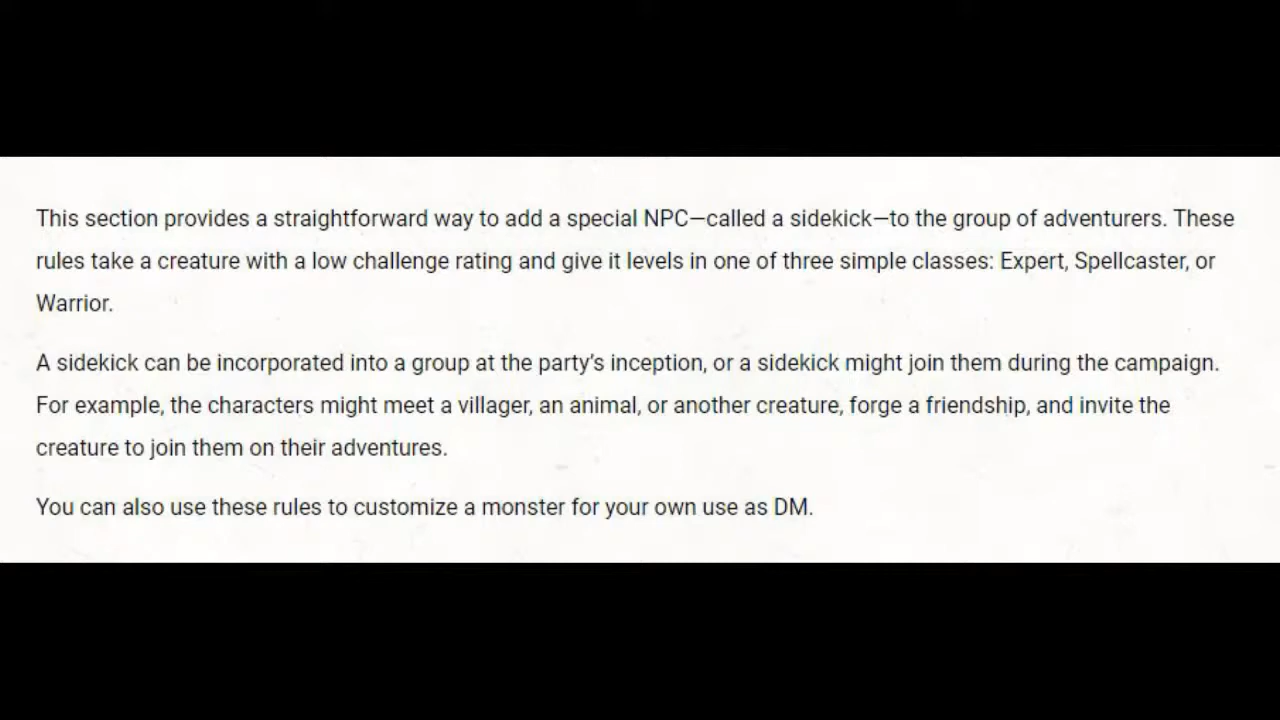 This section provides a straightforward way to add a special NPC—called a sidekick—to the group of adventurers. These
rules take a creature with a low challenge rating and give it levels in one of three simple classes: Expert, Spellcaster, or
Warrior.
A sidekick can be incorporated into a group at the party’s inception, or a sidekick might join them during the campaign.
For example, the characters might meet a villager, an animal, or another creature, forge a friendship, and invite the
creature to join them on their adventures.
You can also use these rules to customize a monster for your own use as DM.